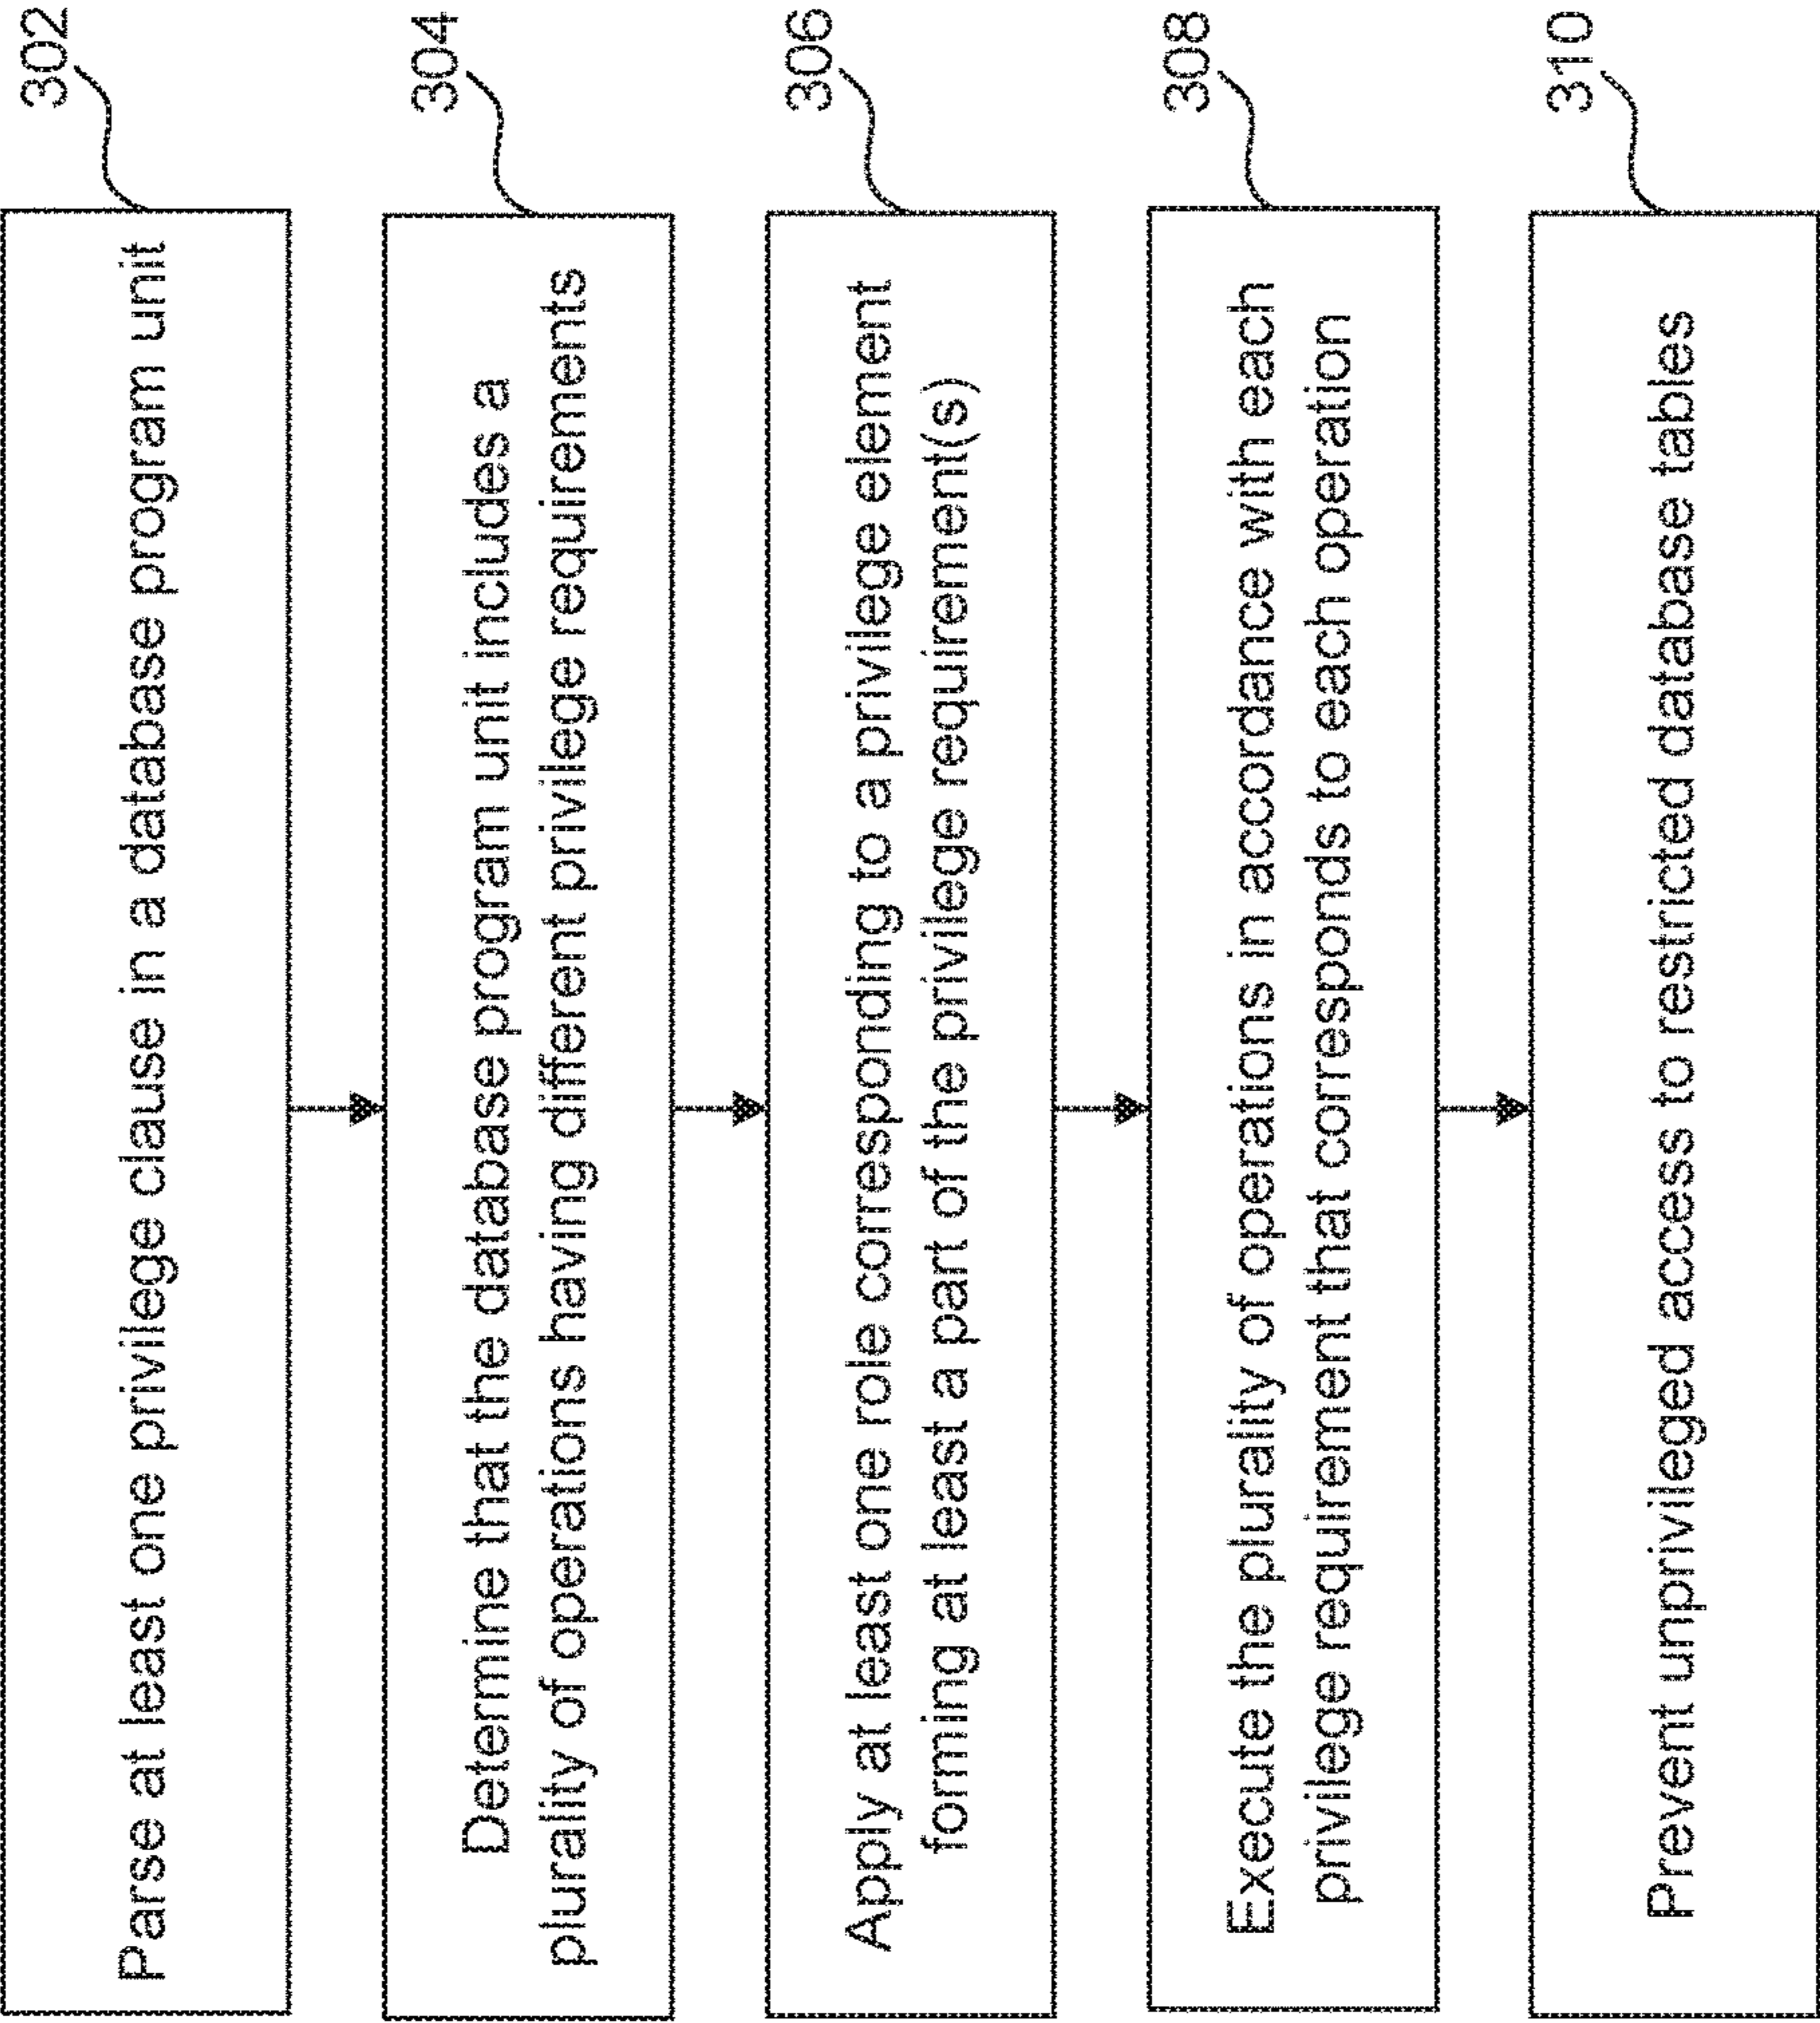 302
Parse at least one privilege clause in a database program unit
304
Determine that the database program unit includes a
plurality of operations having different privilege requirements
306
Apply at least one role corresponding to a privilege element
forming at least a part of the privilege requirement(s)
308
Execute the plurality of operations in accordance with each
privilege requirement that corresponds to each operation
310
Prevent unprivileged access to restricted database tables